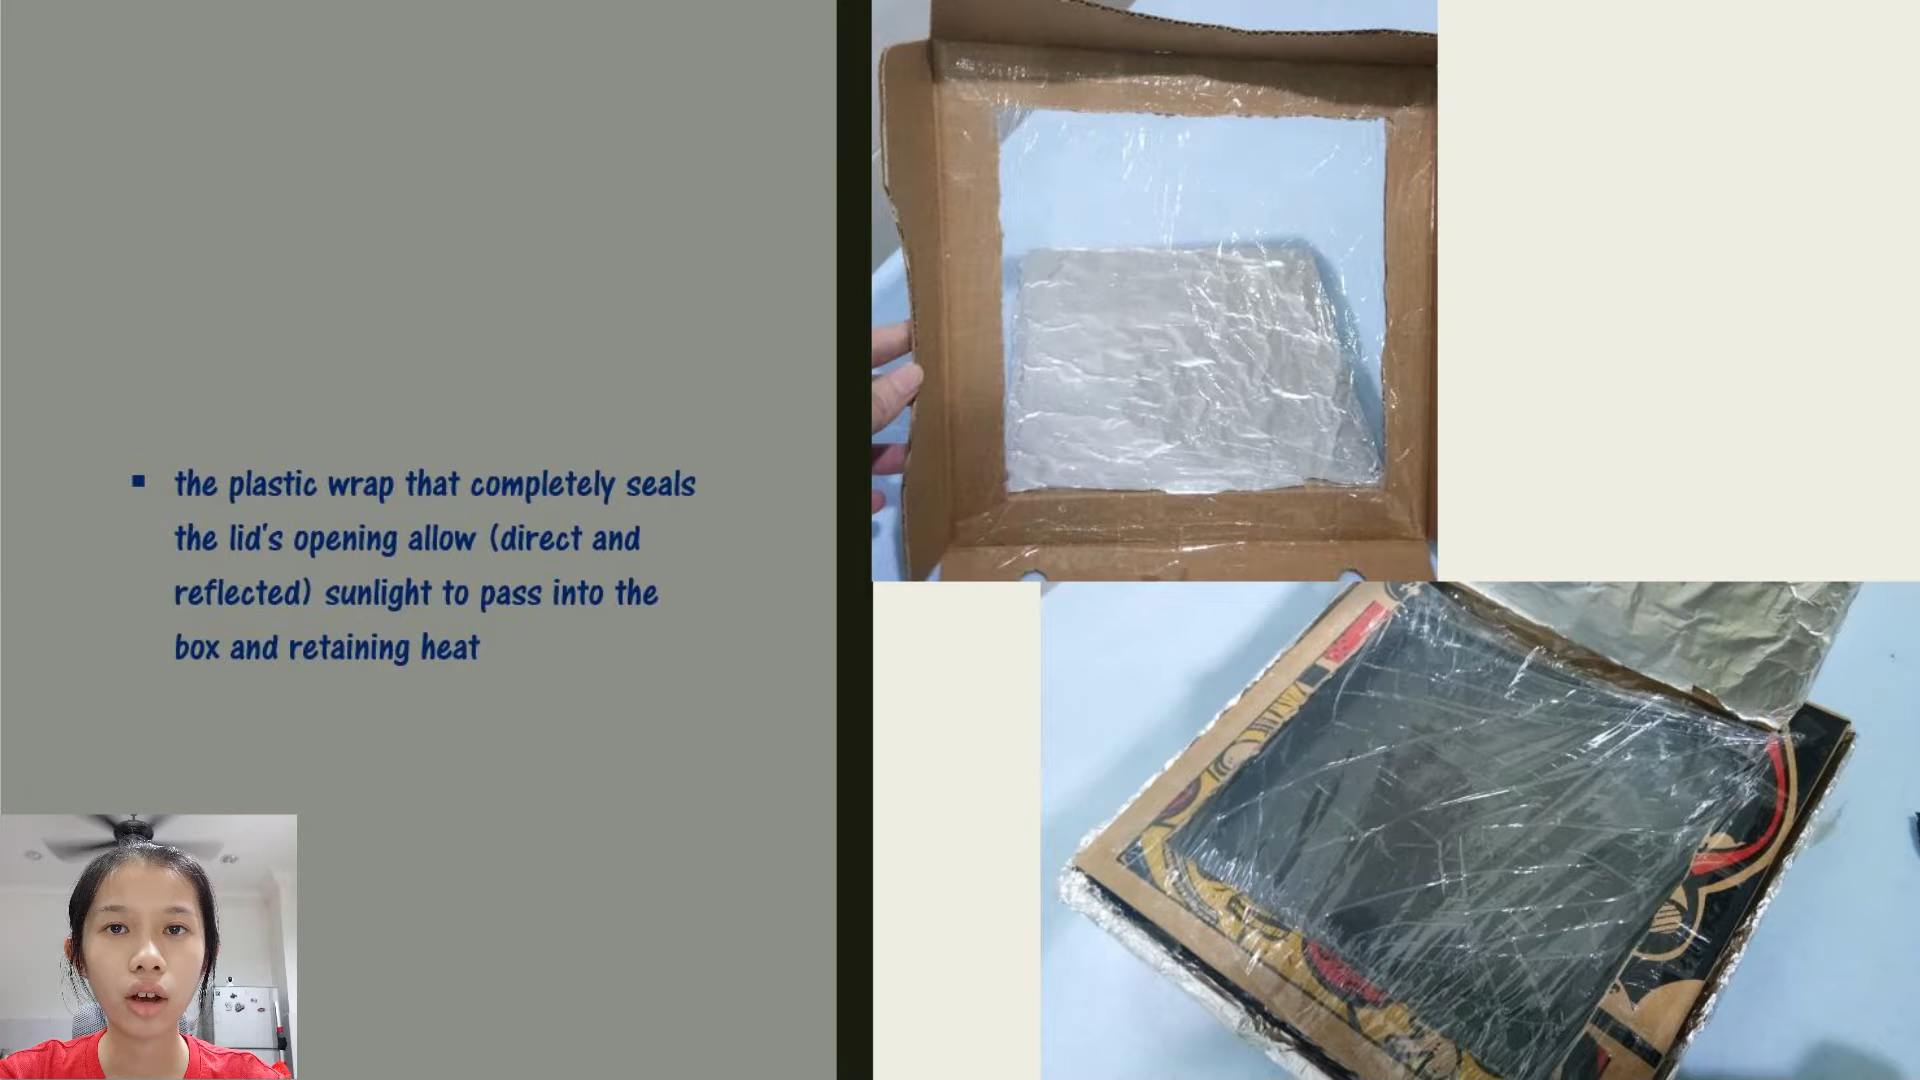 ▪ the plastic wrap that completely seals
the lid's opening allow (direct and
reflected) sunlight to pass into the
box and retaining heat